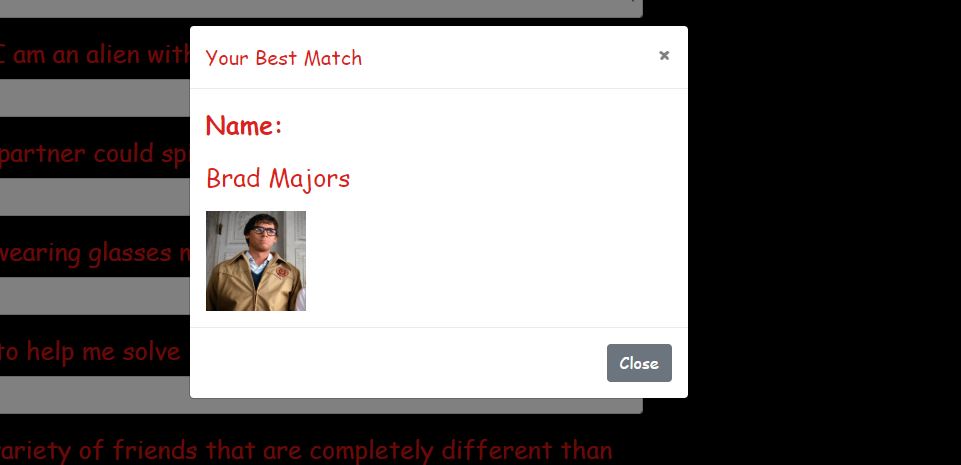 I am an alien with
Your Best Match
×
Name:
partner could sp
Brad Majors
wearing glasses
to help me solve
Close
variety of friends that are completely different than